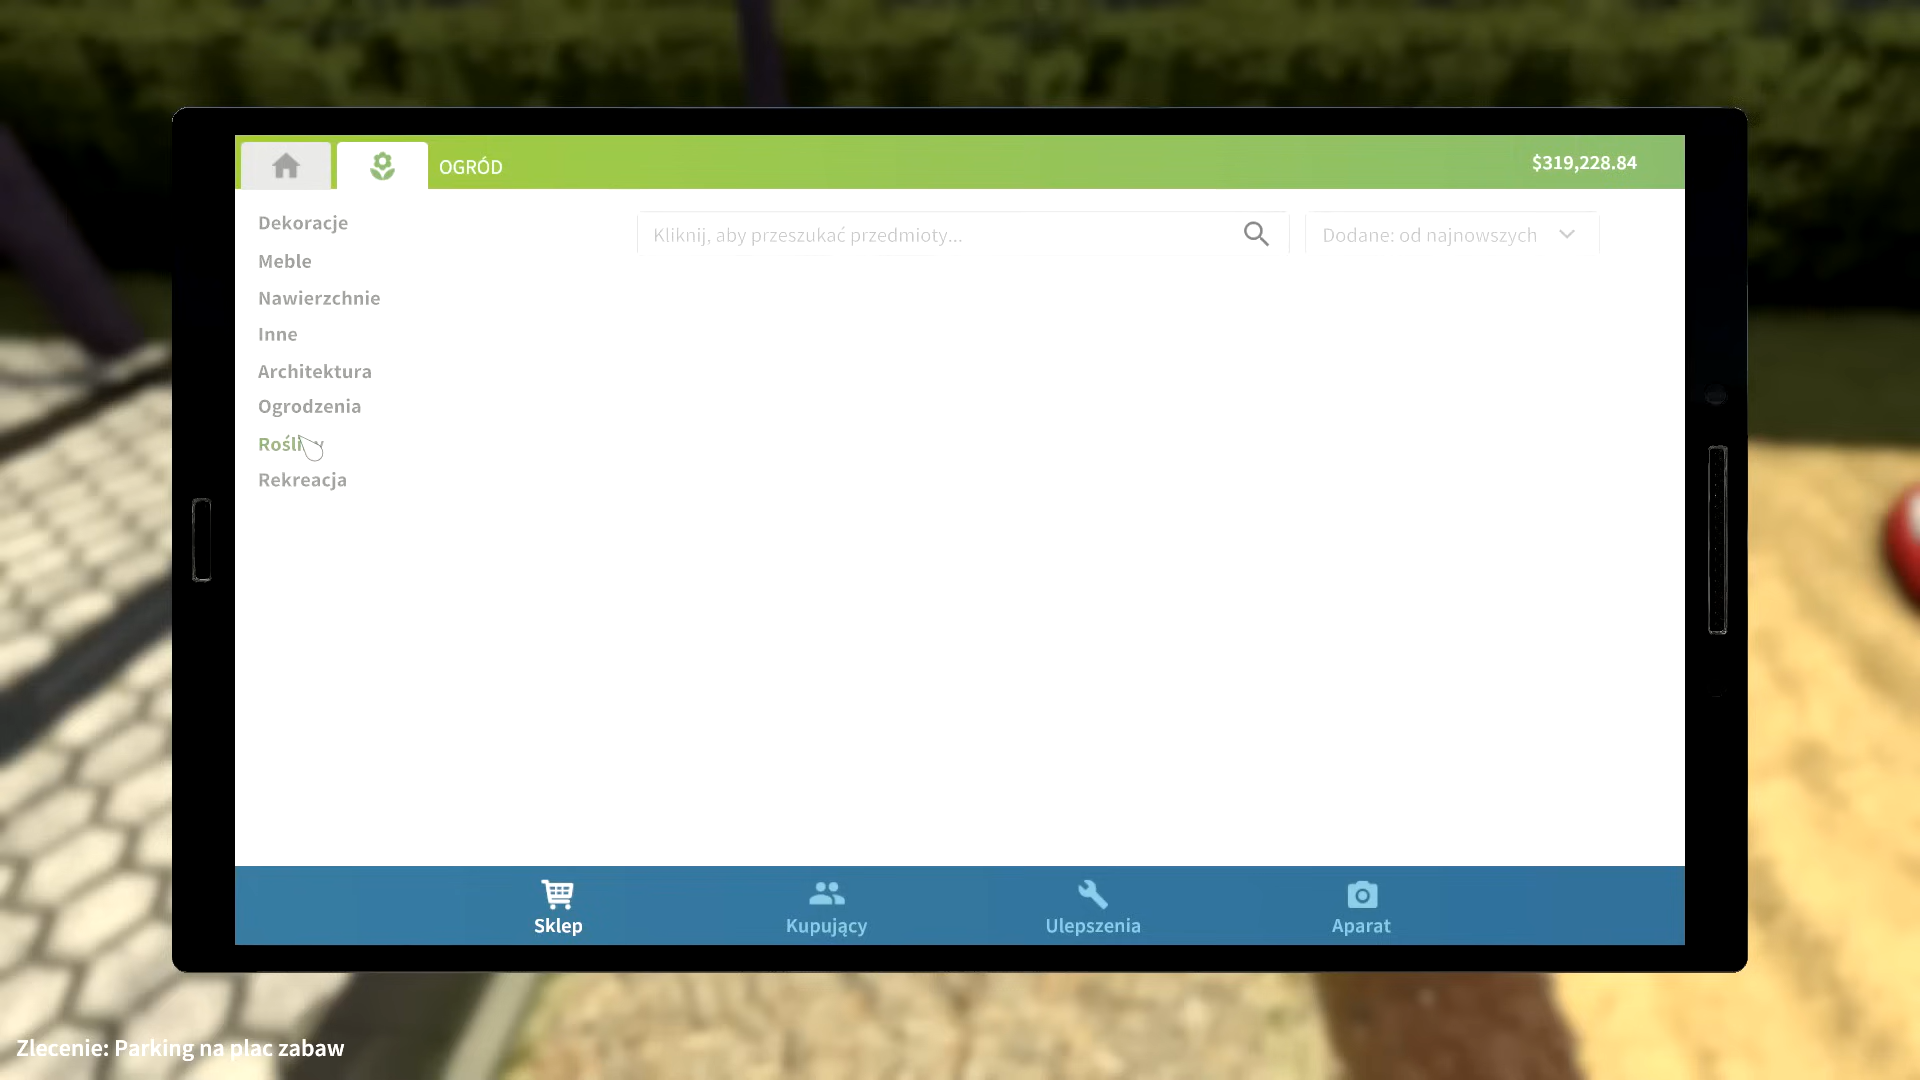 OGRÓD
$319,228.84
Dekoracje
Kliknij, aby przeszukać przedmioty...
Dodane: od najnowszych
Meble
Nawierzchnie
Inne
Architektura
Ogrodzenia
Rośliny
Rekreacja
Sklep
Kupujący
Ulepszenia
Aparat
Zlecenie: Parking na plac zabaw